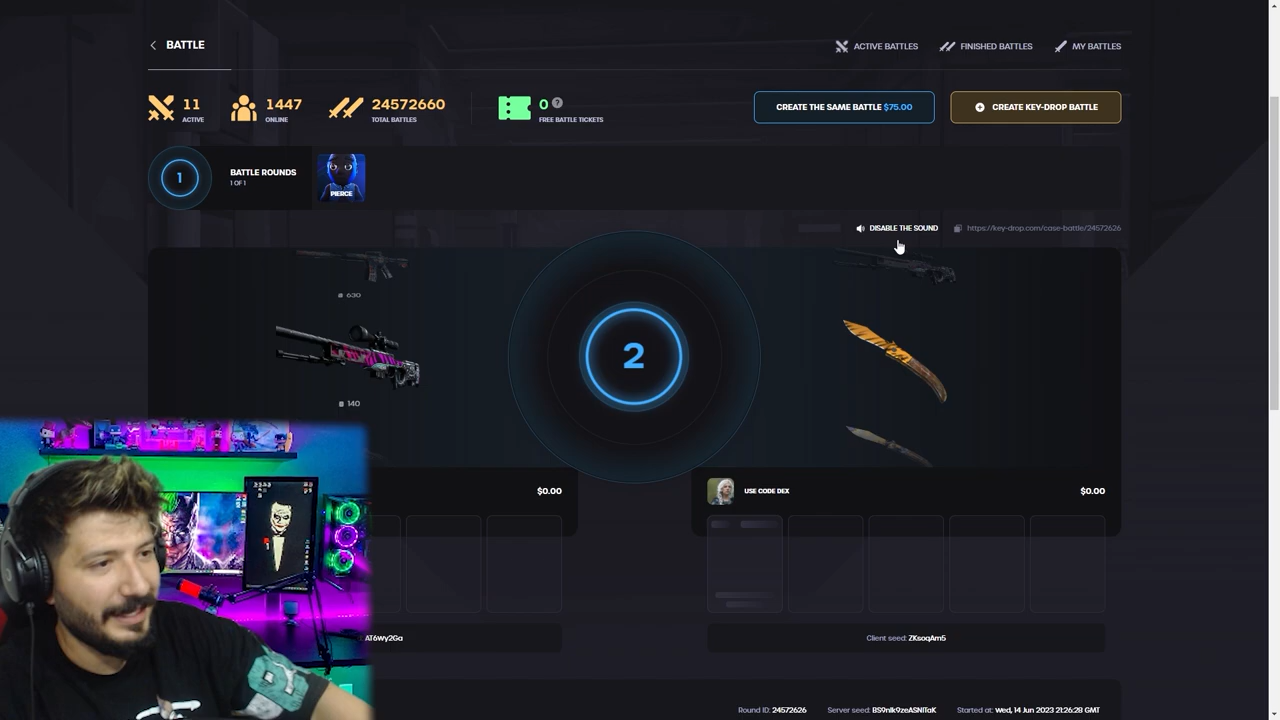 BATTLE
ACTIVE BATTLES
FINISHED BATTLES
MY BATTLES
11
ACTIVE
1447
ONLINE
24572660
TOTAL BATTLES
0 ?
FREE BATTLE TICKETS
CREATE THE SAME BATTLE $75.00
CREATE KEY-DROP BATTLE
1
BATTLE ROUNDS
1 OF 1
PIERCE
DISABLE THE SOUND
https://key-drop.com/case-battle/24572626
630
2
140
$0.00
USE CODE DEX
$0.00
AT6Wy2Ga
Client seed: ZKsoqAm5
Round ID: 24572626
Server seed: BS9nIk9zeASNlTaK
Started at: Wed, 14 Jun 2023 21:26:28 GMT